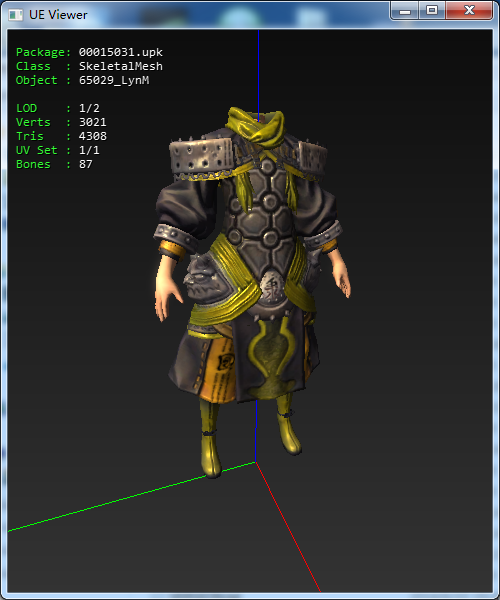 UE Viewer
Package: 00015031.upk
Class : SkeletalMesh
Object : 65029_LynM
LOD : 1/2
Verts : 3021
Tris : 4308
UV Set : 1/1
Bones : 87